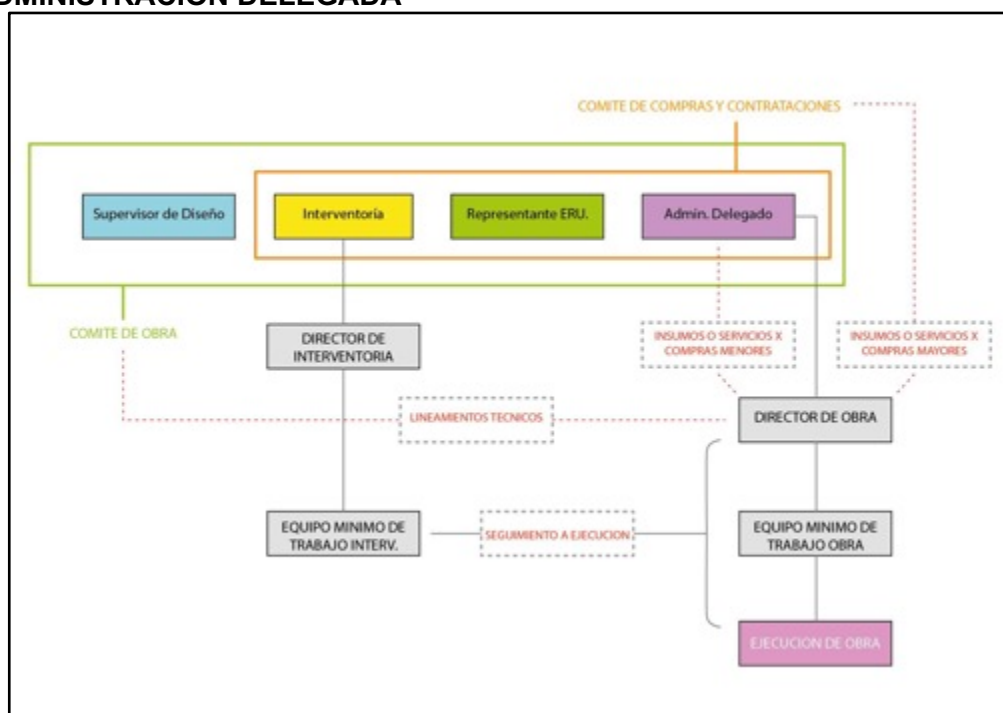 ADMINISTRACIÓN DELEGADA
COMITE DE COMPRAS Y CONTRATACIONES
Supervisor de Diseño
Interventoría
Representante ERU.
Admin. Delegado
COMITE DE OBRA
DIRECTOR DE
INTERVENTORIA
INSUMOS O SERVICIOS X
COMPRAS MENORES
INSUMOS O SERVICIOS X
COMPRAS MAYORES
LINEAMIENTOS TECNICOS
DIRECTOR DE OBRA
EQUIPO MINIMO DE
TRABAJO INTERV.
SEGUIMIENTO A EJECUCION
EQUIPO MINIMO DE
TRABAJO OBRA
EJECUCION DE OBRA